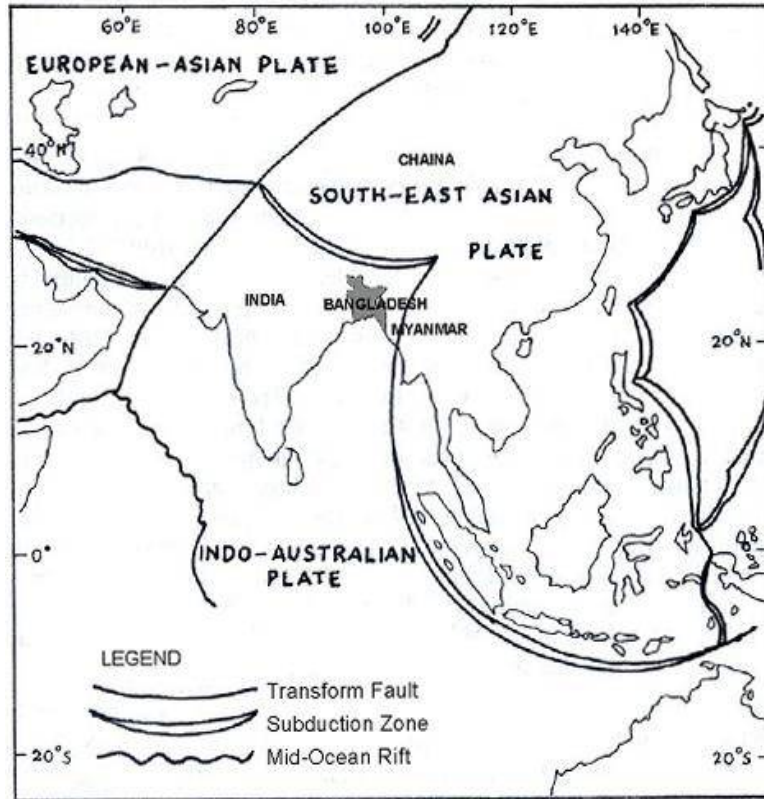 60°E 80°E 100°E 120°E 140°E
EUROPEAN-ASIAN PLATE
40°N
CHAINA
SOUTH-EAST ASIAN
PLATE
INDIA
BANGLADESH
MYANMAR
20°N
20°N
INDO-AUSTRALIAN
PLATE
0°
0°
LEGEND
Transform Fault
Subduction Zone
Mid-Ocean Rift
20°S
20°S